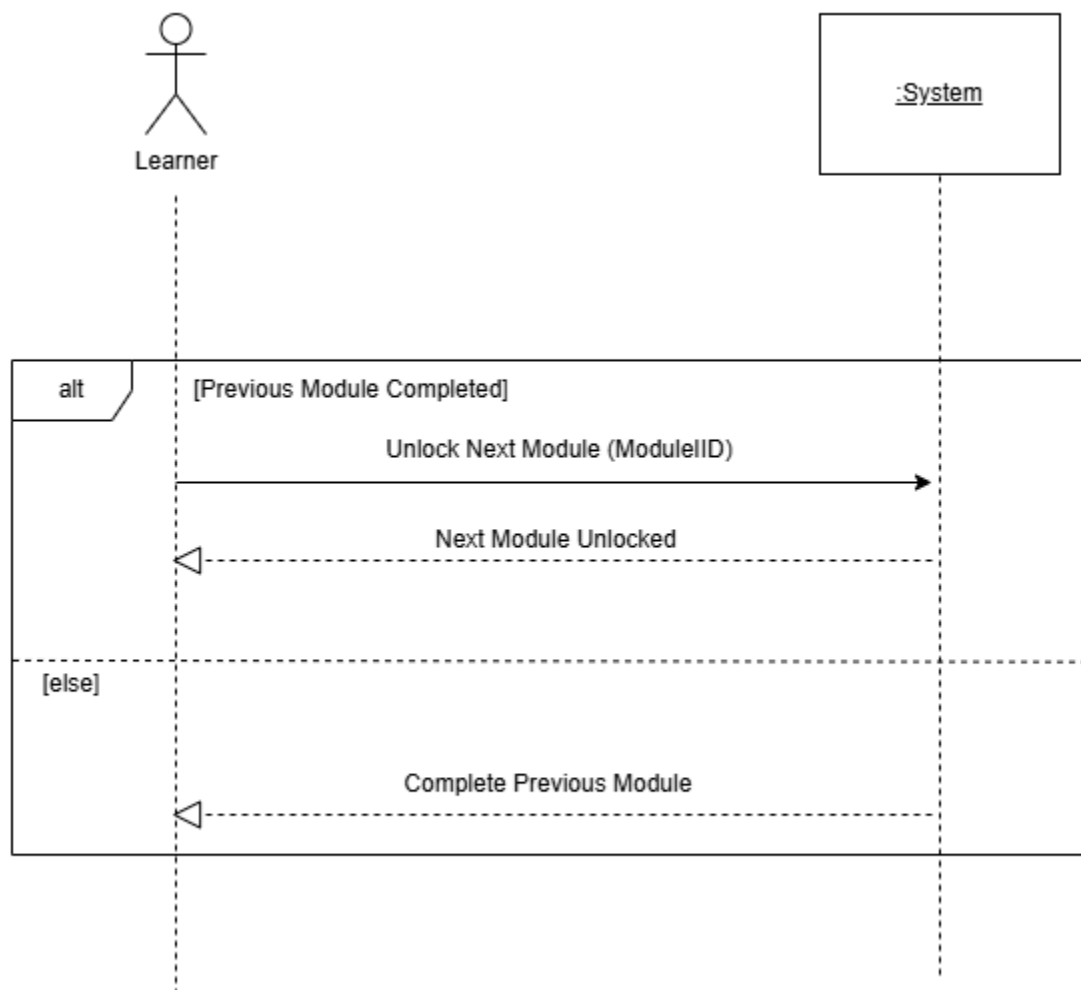 Learner
:System
alt
[Previous Module Completed]
Unlock Next Module (ModuleIID)
Next Module Unlocked
[else]
Complete Previous Module